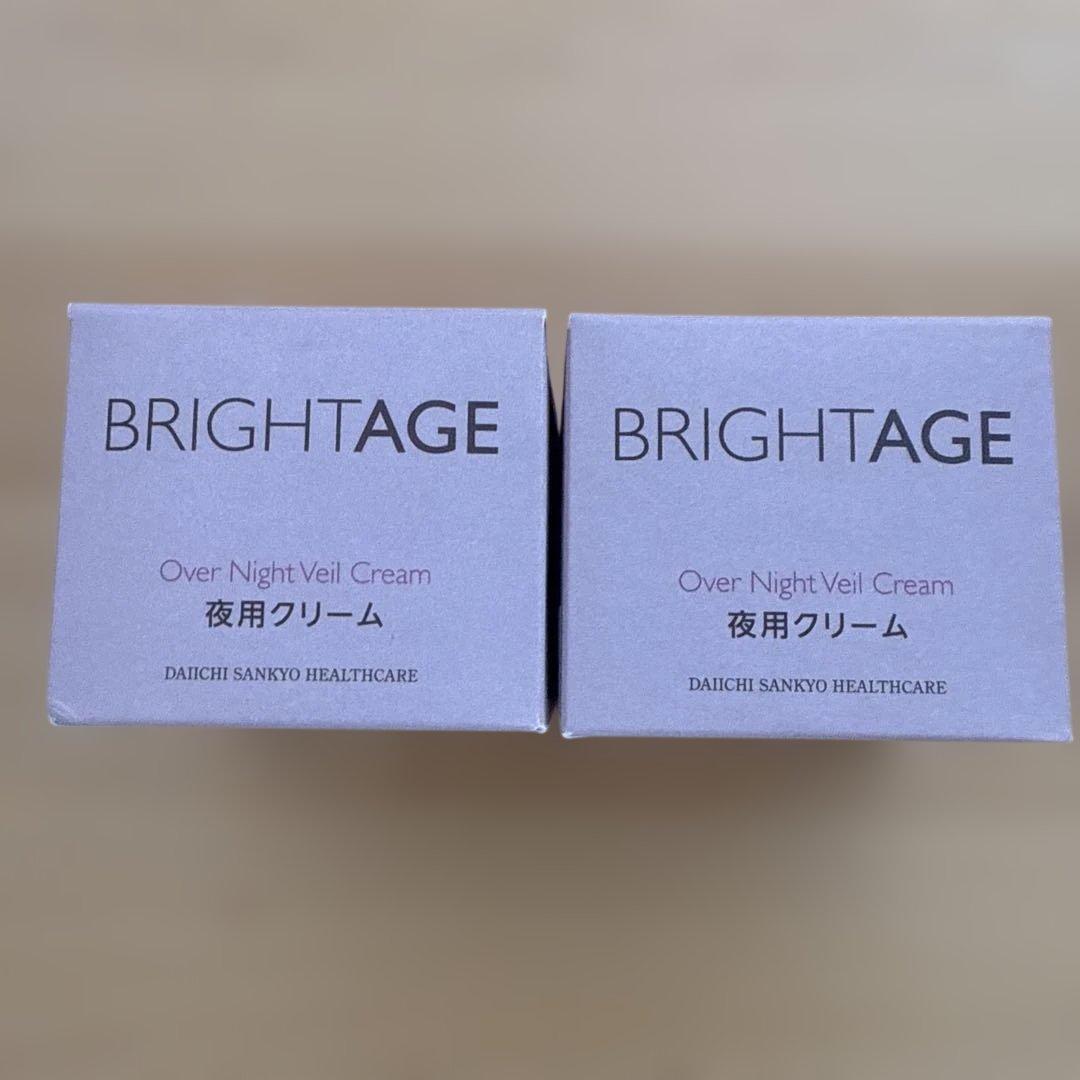 BRIGHTAGE
Over Night Veil Cream
夜用クリーム
DAIICHI SANKYO HEALTHCARE
BRIGHTAGE
Over Night Veil Cream
夜用クリーム
DAIICHI SANKYO HEALTHCARE